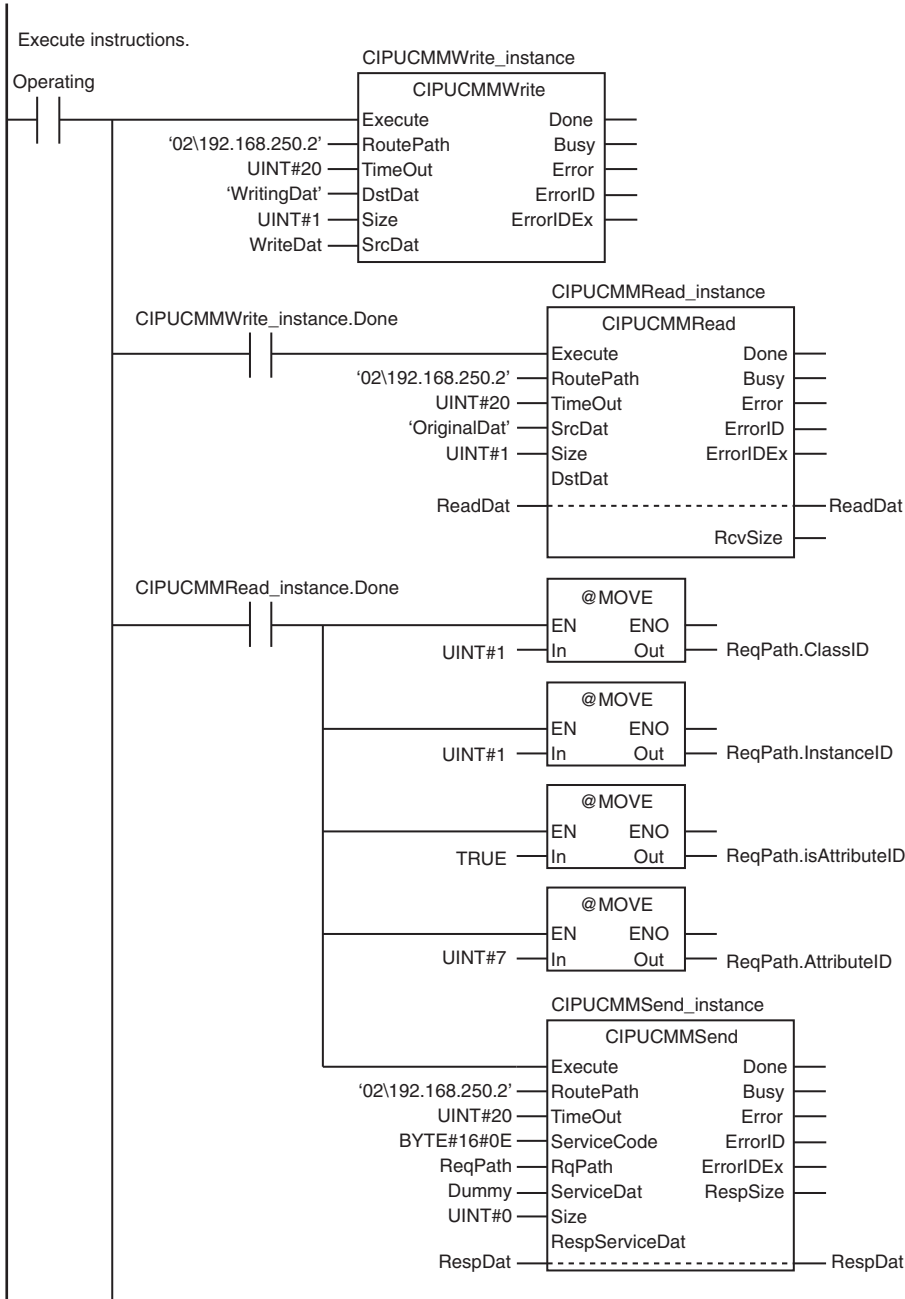 Execute instructions.
Operating
CIPUCMMWrite_instance
CIPUCMMWrite
Execute Done
‘02\192.168.250.2’ RoutePath Busy
UINT#20 TimeOut Error
‘WritingDat’ DstDat ErrorID
UINT#1 Size ErrorIDEx
WriteDat SrcDat
CIPUCMMRead_instance
CIPUCMMWrite_instance.Done
CIPUCMMRead
Execute Done
‘02\192.168.250.2’ RoutePath Busy
UINT#20 TimeOut Error
‘OriginalDat’ SrcDat ErrorID
UINT#1 Size ErrorIDEx
DstDat
ReadDat ReadDat
RcvSize
CIPUCMMRead_instance.Done
@MOVE
EN ENO
UINT#1 In Out ReqPath.ClassID
@MOVE
EN ENO
UINT#1 In Out ReqPath.InstanceID
@MOVE
EN ENO
TRUE In Out ReqPath.isAttributeID
@MOVE
EN ENO
UINT#7 In Out ReqPath.AttributeID
CIPUCMMSend_instance
CIPUCMMSend
Execute Done
‘02\192.168.250.2’ RoutePath Busy
UINT#20 TimeOut Error
BYTE#16#0E ServiceCode ErrorID
ReqPath RqPath ErrorIDEx
Dummy ServiceDat RespSize
UINT#0 Size
RespServiceDat
RespDat RespDat